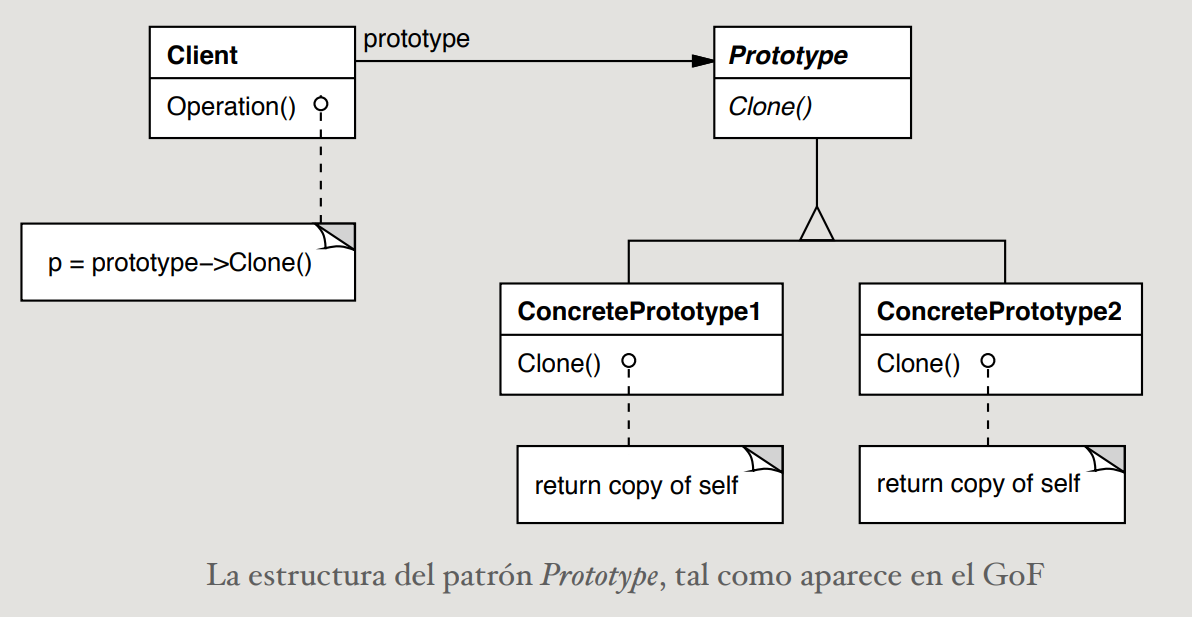 prototype
Client
Operation()
Prototype
Clone()
p = prototype−>Clone()
ConcretePrototype1
Clone()
ConcretePrototype2
Clone()
return copy of self
return copy of self
La estructura del patrón Prototype, tal como aparece en el GoF